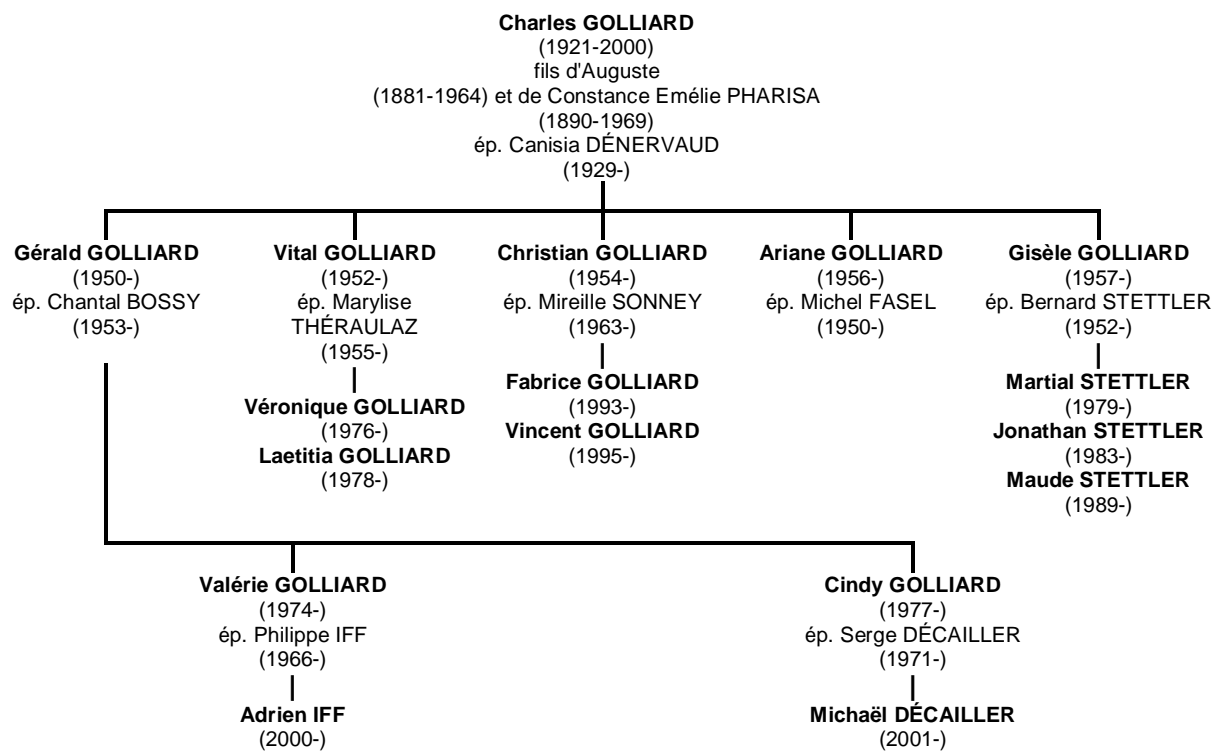 Charles GOLLIARD
(1921-2000)
fils d'Auguste
(1881-1964) et de Constance Emélie PHARISA
(1890-1969)
ép. Canisia DÉNERVAUD
(1929-)
Gérald GOLLIARD
(1950-)
ép. Chantal BOSSY
(1953-)
Vital GOLLIARD
(1952-)
ép. Marylise
THÉRAULAZ
(1955-)
Véronique GOLLIARD
(1976-)
Laetitia GOLLIARD
(1978-)
Christian GOLLIARD
(1954-)
ép. Mireille SONNEY
(1963-)
Fabrice GOLLIARD
(1993-)
Vincent GOLLIARD
(1995-)
Ariane GOLLIARD
(1956-)
ép. Michel FASEL
(1950-)
Gisèle GOLLIARD
(1957-)
ép. Bernard STETTLER
(1952-)
Martial STETTLER
(1979-)
Jonathan STETTLER
(1983-)
Maude STETTLER
(1989-)
Valérie GOLLIARD
(1974-)
ép. Philippe IFF
(1966-)
Adrien IFF
(2000-)
Cindy GOLLIARD
(1977-)
ép. Serge DÉCAILLER
(1971-)
Michaël DÉCAILLER
(2001-)